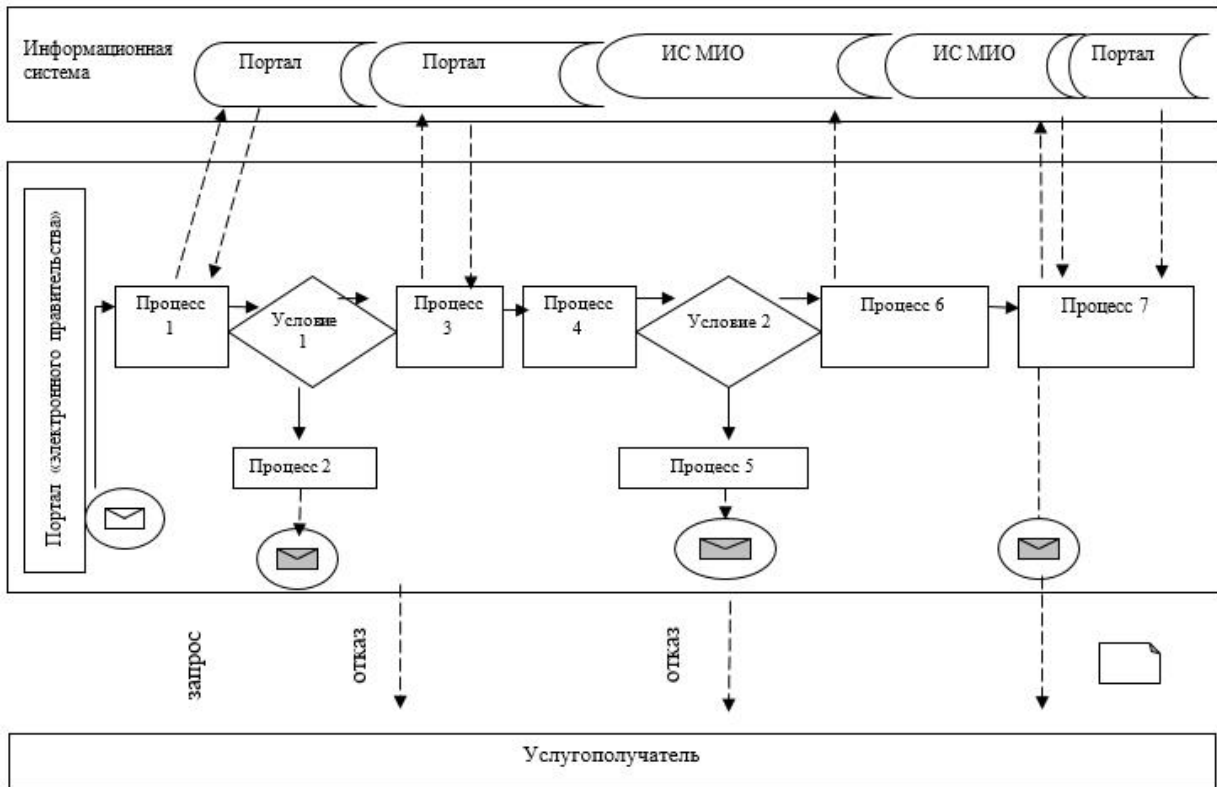 Информационная
система
Портал
Портал
ИС МИО
ИС МИО
Портал
Портал «электронного правительства»
Процесс
1
Условие
1
Процесс
3
Процесс
4
Условие 2
Процесс 6
Процесс 7
Процесс 2
Процесс 5
запрос
отказ
отказ
Услугополучатель